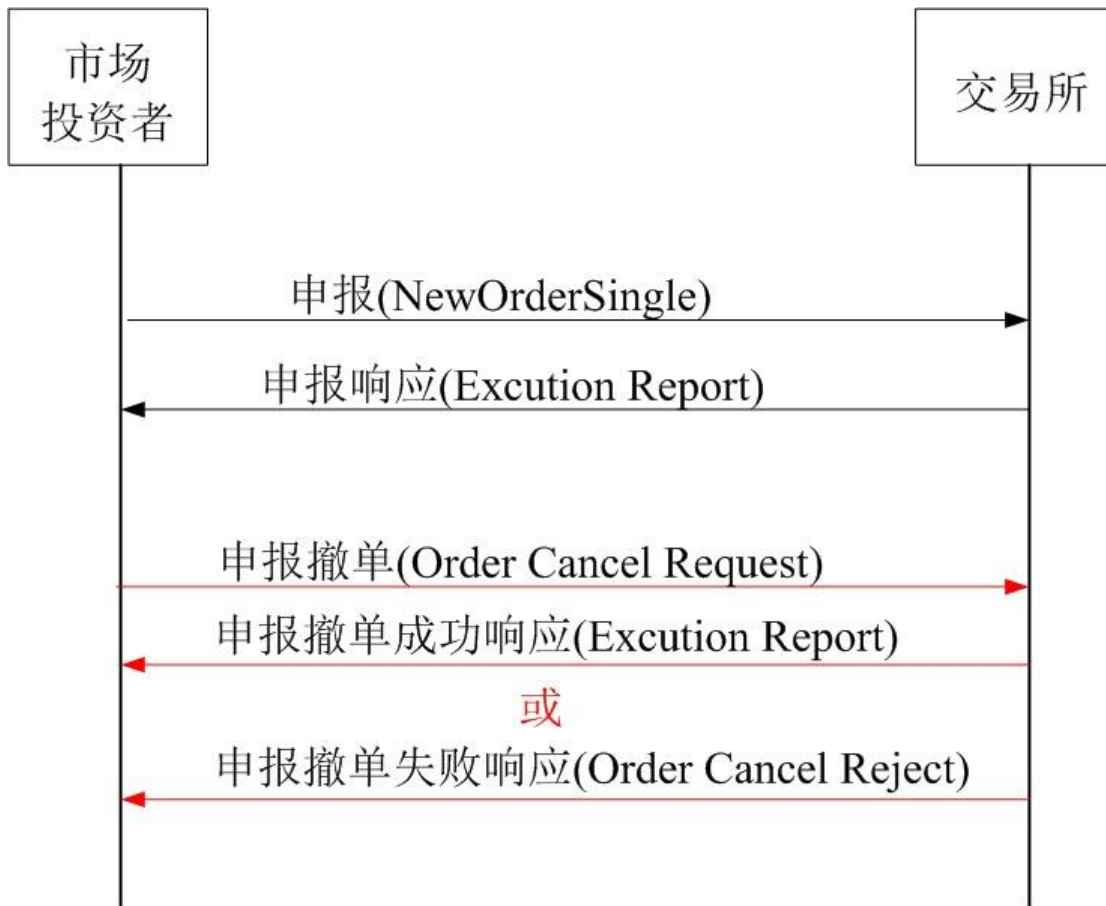 市场
投资者
交易所
申报(NewOrderSingle)
申报响应(Excution Report)
申报撤单(Order Cancel Request)
申报撤单成功响应(Excution Report)
或
申报撤单失败响应(Order Cancel Reject)